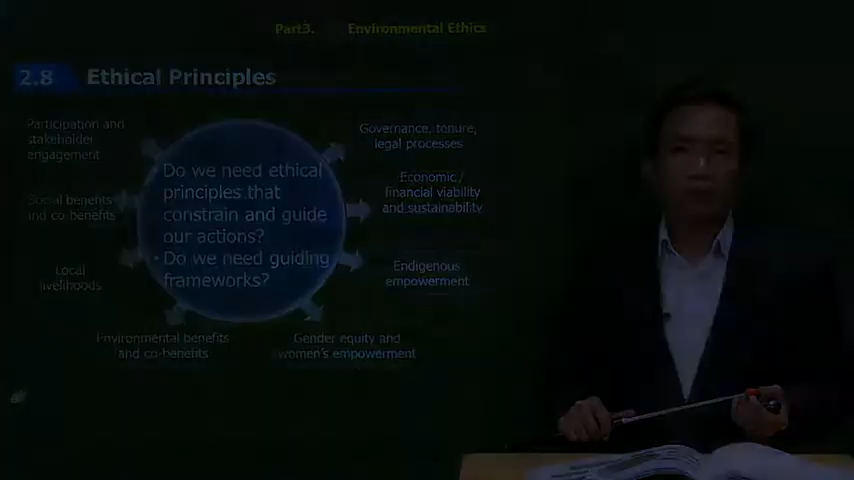 Part3. Environmental Ethics
2.8 Ethical Principles
Participation and
stakeholder
engagement
Social benefits
and co-benefits
Local
livelihoods
Environmental benefits
and co-benefits
Do we need ethical
principles that
constrain and guide
our actions?
• Do we need guiding
frameworks?
Governance, tenure,
legal processes
Economic /
financial viability
and sustainability
Endigenous
empowerment
Gender equity and
women's empowerment